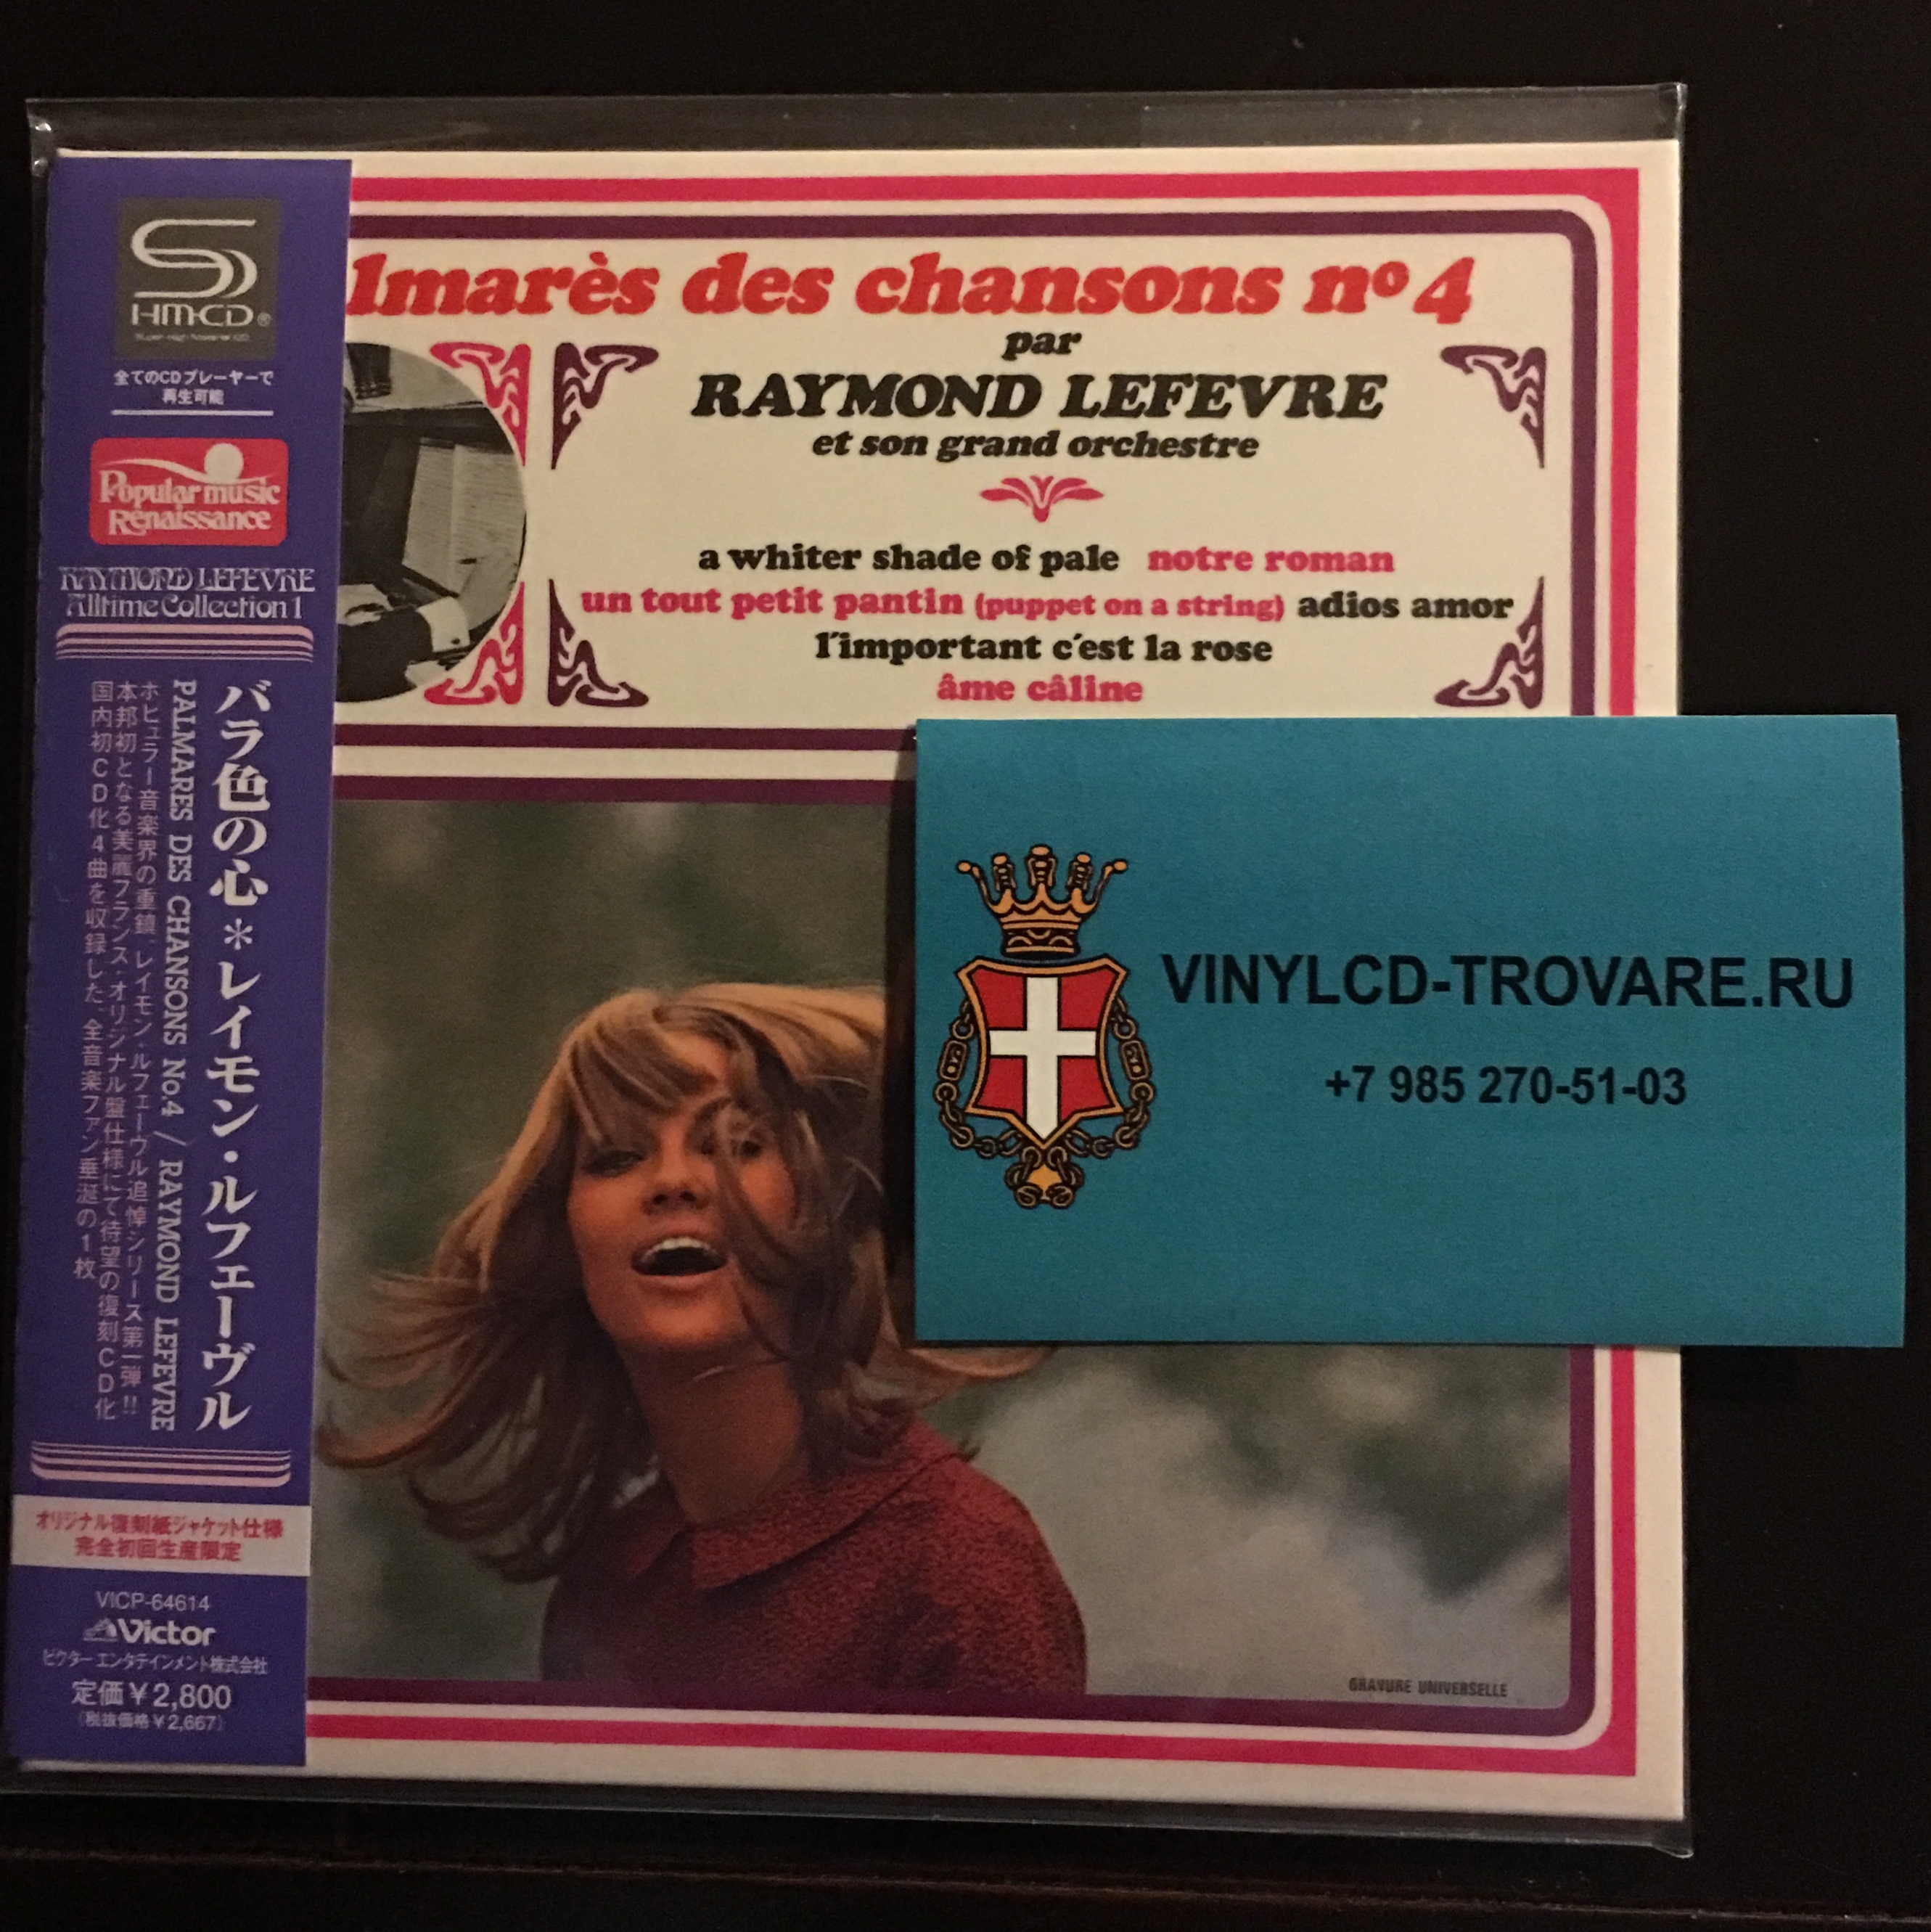 SHM-CD®
Super High Material CD
全てのCDプレーヤーで
再生可能
Popular music
Renaissance
RAYMOND LEFEVRE
Alltime Collection 1
バラ色の心＊レイモン・ルフェーヴル
PALMARES DES CHANSONS No.4 / RAYMOND LEFEVRE
ポピュラー音楽界の重鎮、レイモン・ルフェーヴル追悼シリーズ第一弾!!
本邦初となる美麗フランス・オリジナル盤仕様にて待望の復刻CD化
国内初CD化4曲を収録した、全音楽ファン垂涎の1枚
オリジナル復刻紙ジャケット仕様
完全初回生産限定
VICP-64614
Victor
ビクター エンタテインメント株式会社
定価￥2,800
(税抜価格￥2,667)
lmarès des chansons nº 4
par
RAYMOND LEFEVRE
et son grand orchestre
a whiter shade of pale notre roman
un tout petit pantin (puppet on a string) adios amor
l'important c'est la rose
âme câline
VINYLCD-TROVARE.RU
+7 985 270-51-03
GRAVURE UNIVERSELLE